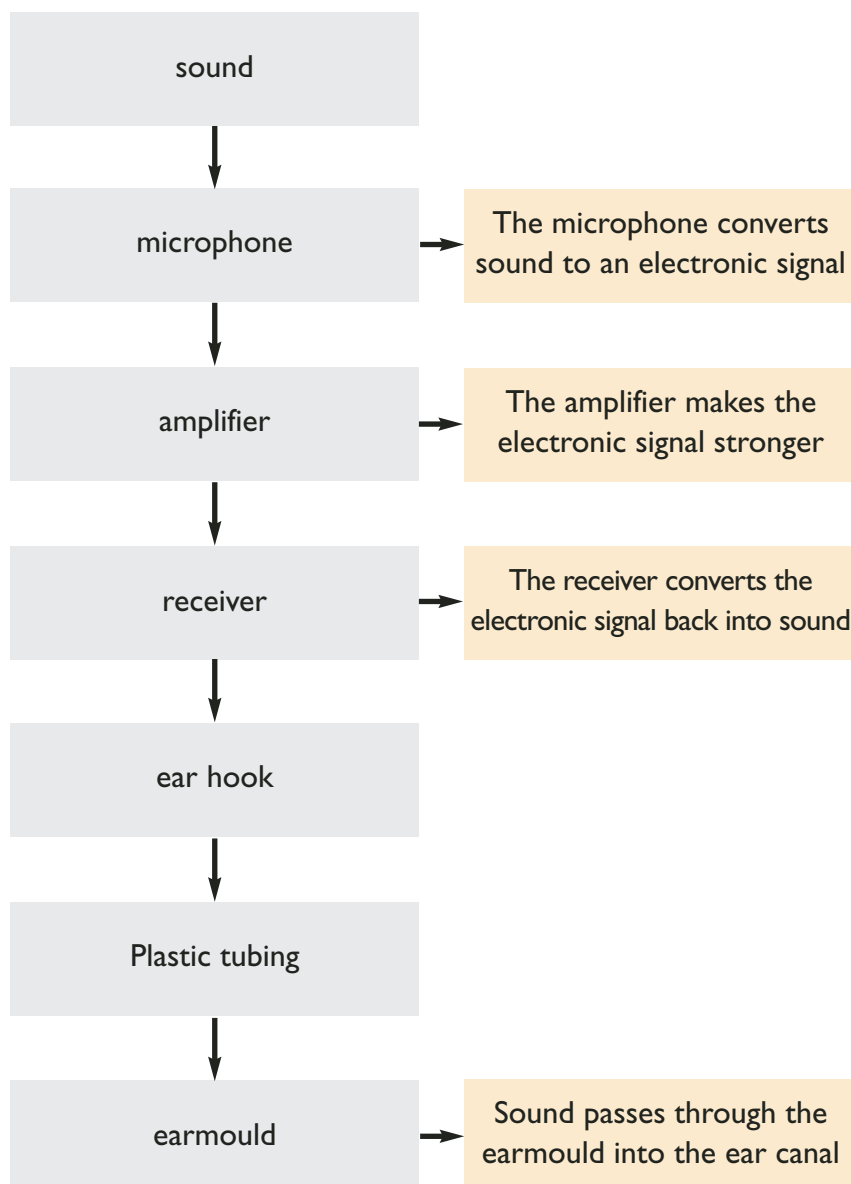 sound
microphone
The microphone converts
sound to an electronic signal
amplifier
The amplifier makes the
electronic signal stronger
receiver
The receiver converts the
electronic signal back into sound
ear hook
Plastic tubing
earmould
Sound passes through the
earmould into the ear canal